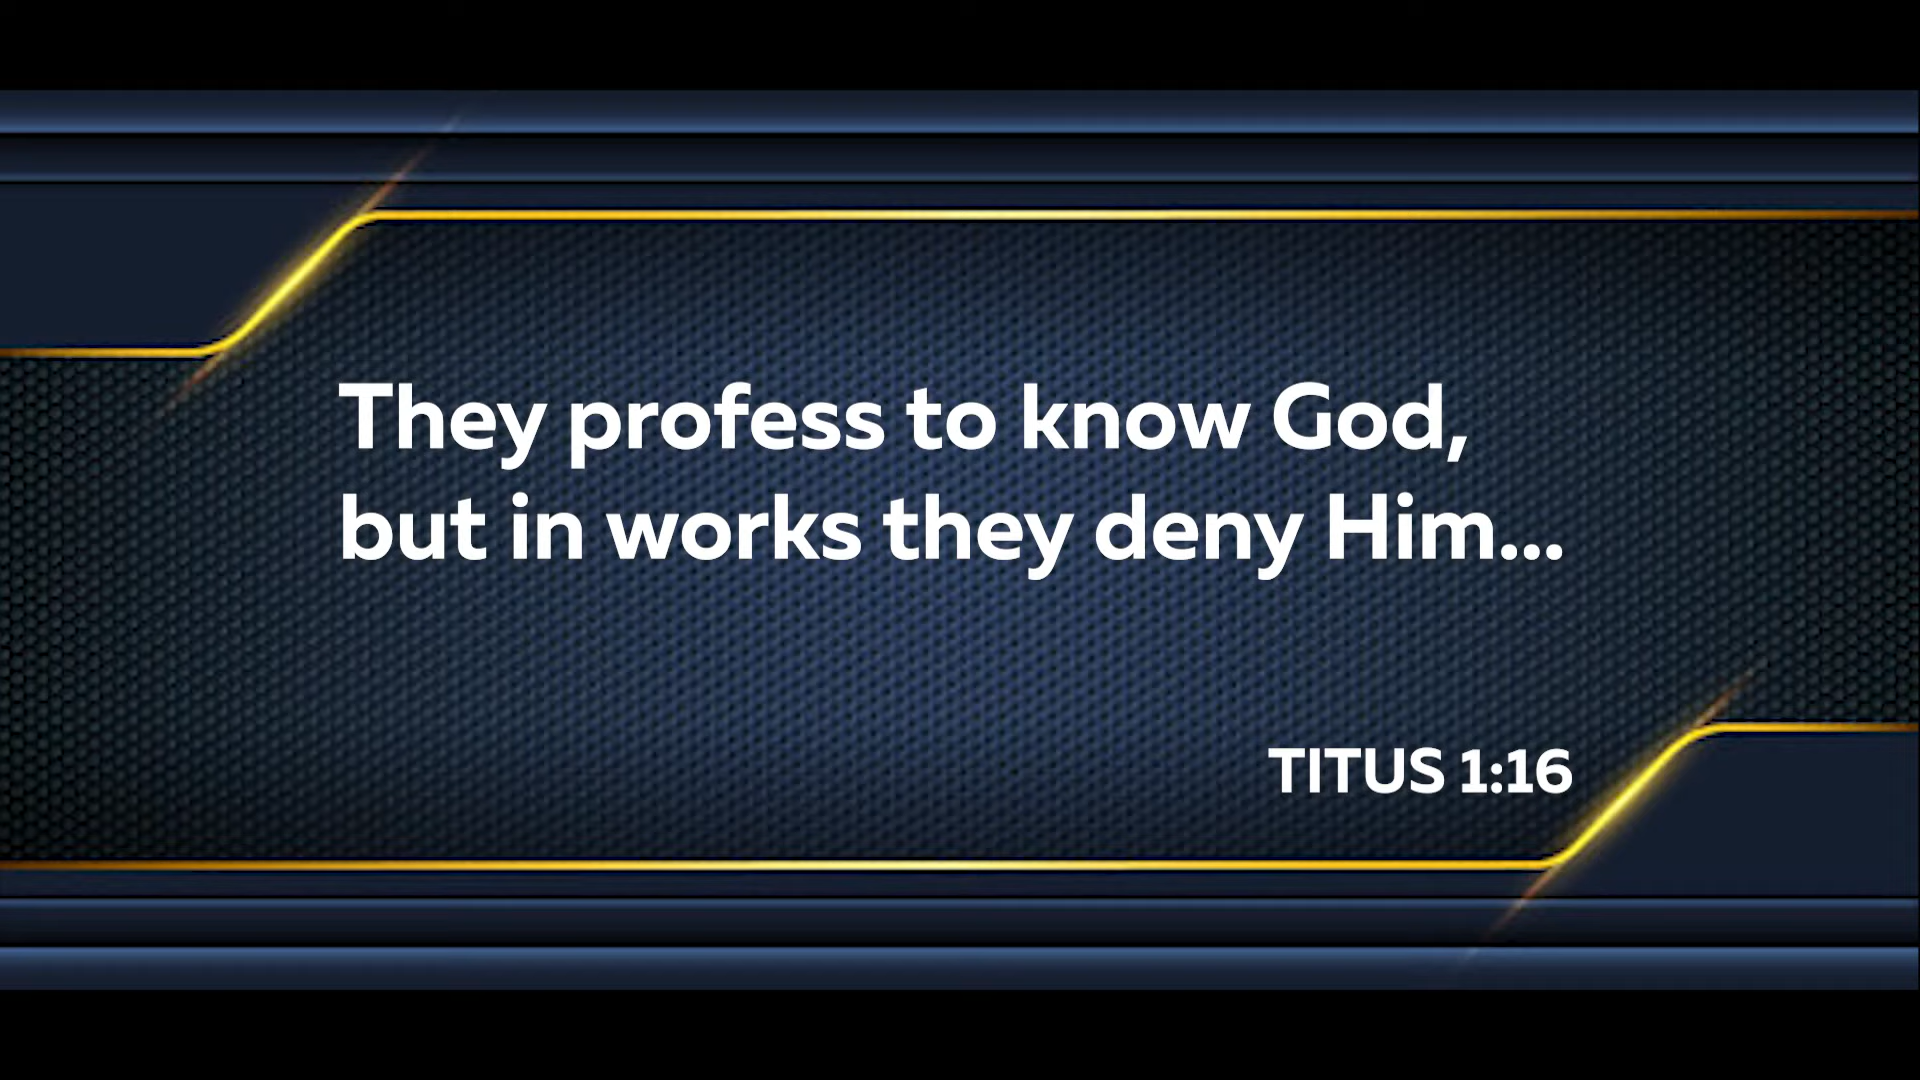 They profess to know God,
but in works they deny Him...
TITUS 1:16